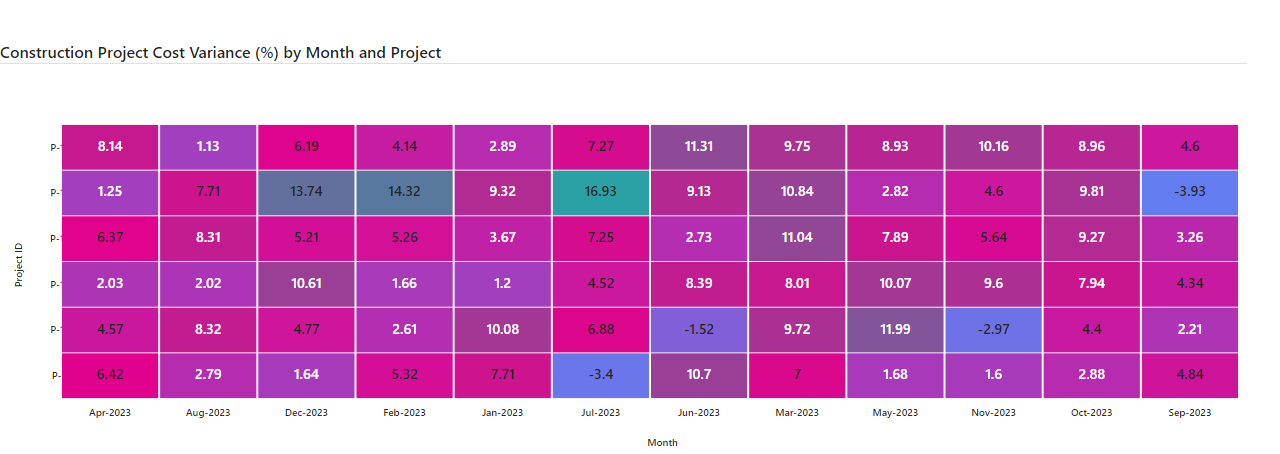 Construction Project Cost Variance (%) by Month and Project
P-1 8.14 1.13 6.19 4.14 2.89 7.27 11.31 9.75 8.93 10.16 8.96 4.6
P-1 1.25 7.71 13.74 14.32 9.32 16.93 9.13 10.84 2.82 4.6 9.81 -3.93
P-1 6.37 8.31 5.21 5.26 3.67 7.25 2.73 11.04 7.89 5.64 9.27 3.26
P-1 2.03 2.02 10.61 1.66 1.2 4.52 8.39 8.01 10.07 9.6 7.94 4.34
P-1 4.57 8.32 4.77 2.61 10.08 6.88 -1.52 9.72 11.99 -2.97 4.4 2.21
P- 6.42 2.79 1.64 5.32 7.71 -3.4 10.7 7 1.68 1.6 2.88 4.84
Project ID
Apr-2023 Aug-2023 Dec-2023 Feb-2023 Jan-2023 Jul-2023 Jun-2023 Mar-2023 May-2023 Nov-2023 Oct-2023 Sep-2023
Month